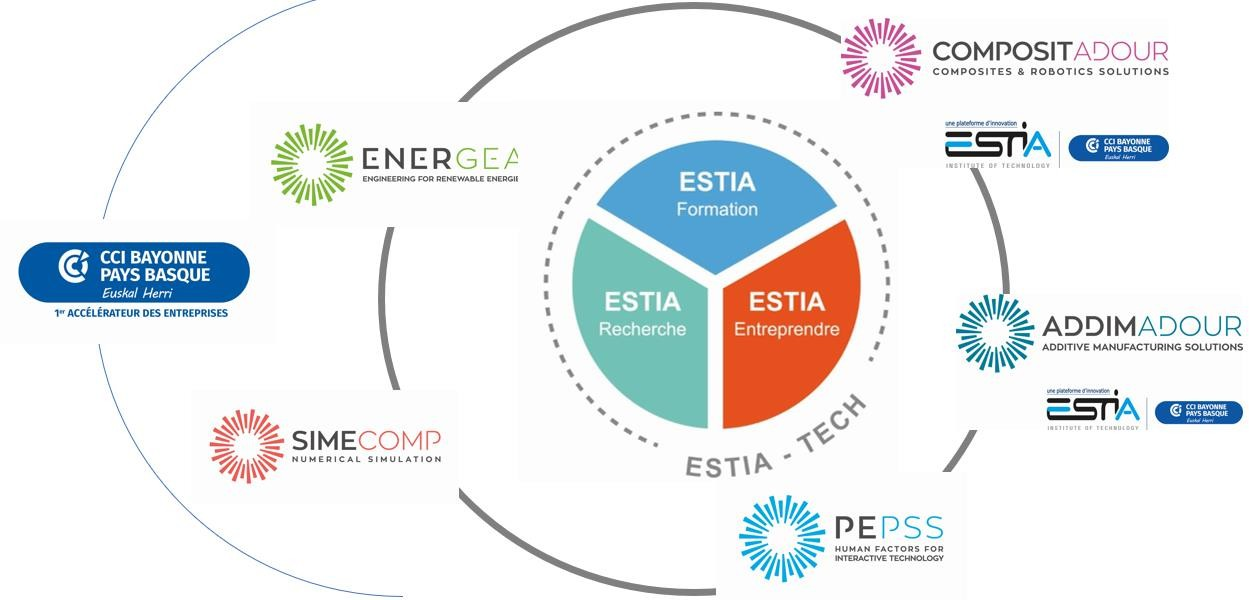 COMPOSITADOUR
COMPOSITES & ROBOTICS SOLUTIONS
une plateforme d'innovation
ESTIA
INSTITUTE OF TECHNOLOGY
CCI BAYONNE
PAYS BASQUE
Euskal Herri
ENERGEA
ENGINEERING FOR RENEWABLE ENERGIE
ESTIA
Formation
ESTIA
Recherche
ESTIA
Entreprendre
ESTIA - TECH
CCI BAYONNE
PAYS BASQUE
Euskal Herri
1er ACCÉLÉRATEUR DES ENTREPRISES
ADDIMADOUR
ADDITIVE MANUFACTURING SOLUTIONS
une plateforme d'innovation
ESTIA
INSTITUTE OF TECHNOLOGY
CCI BAYONNE
PAYS BASQUE
Euskal Herri
SIMECOMP
NUMERICAL SIMULATION
PEPSS
HUMAN FACTORS FOR
INTERACTIVE TECHNOLOGY